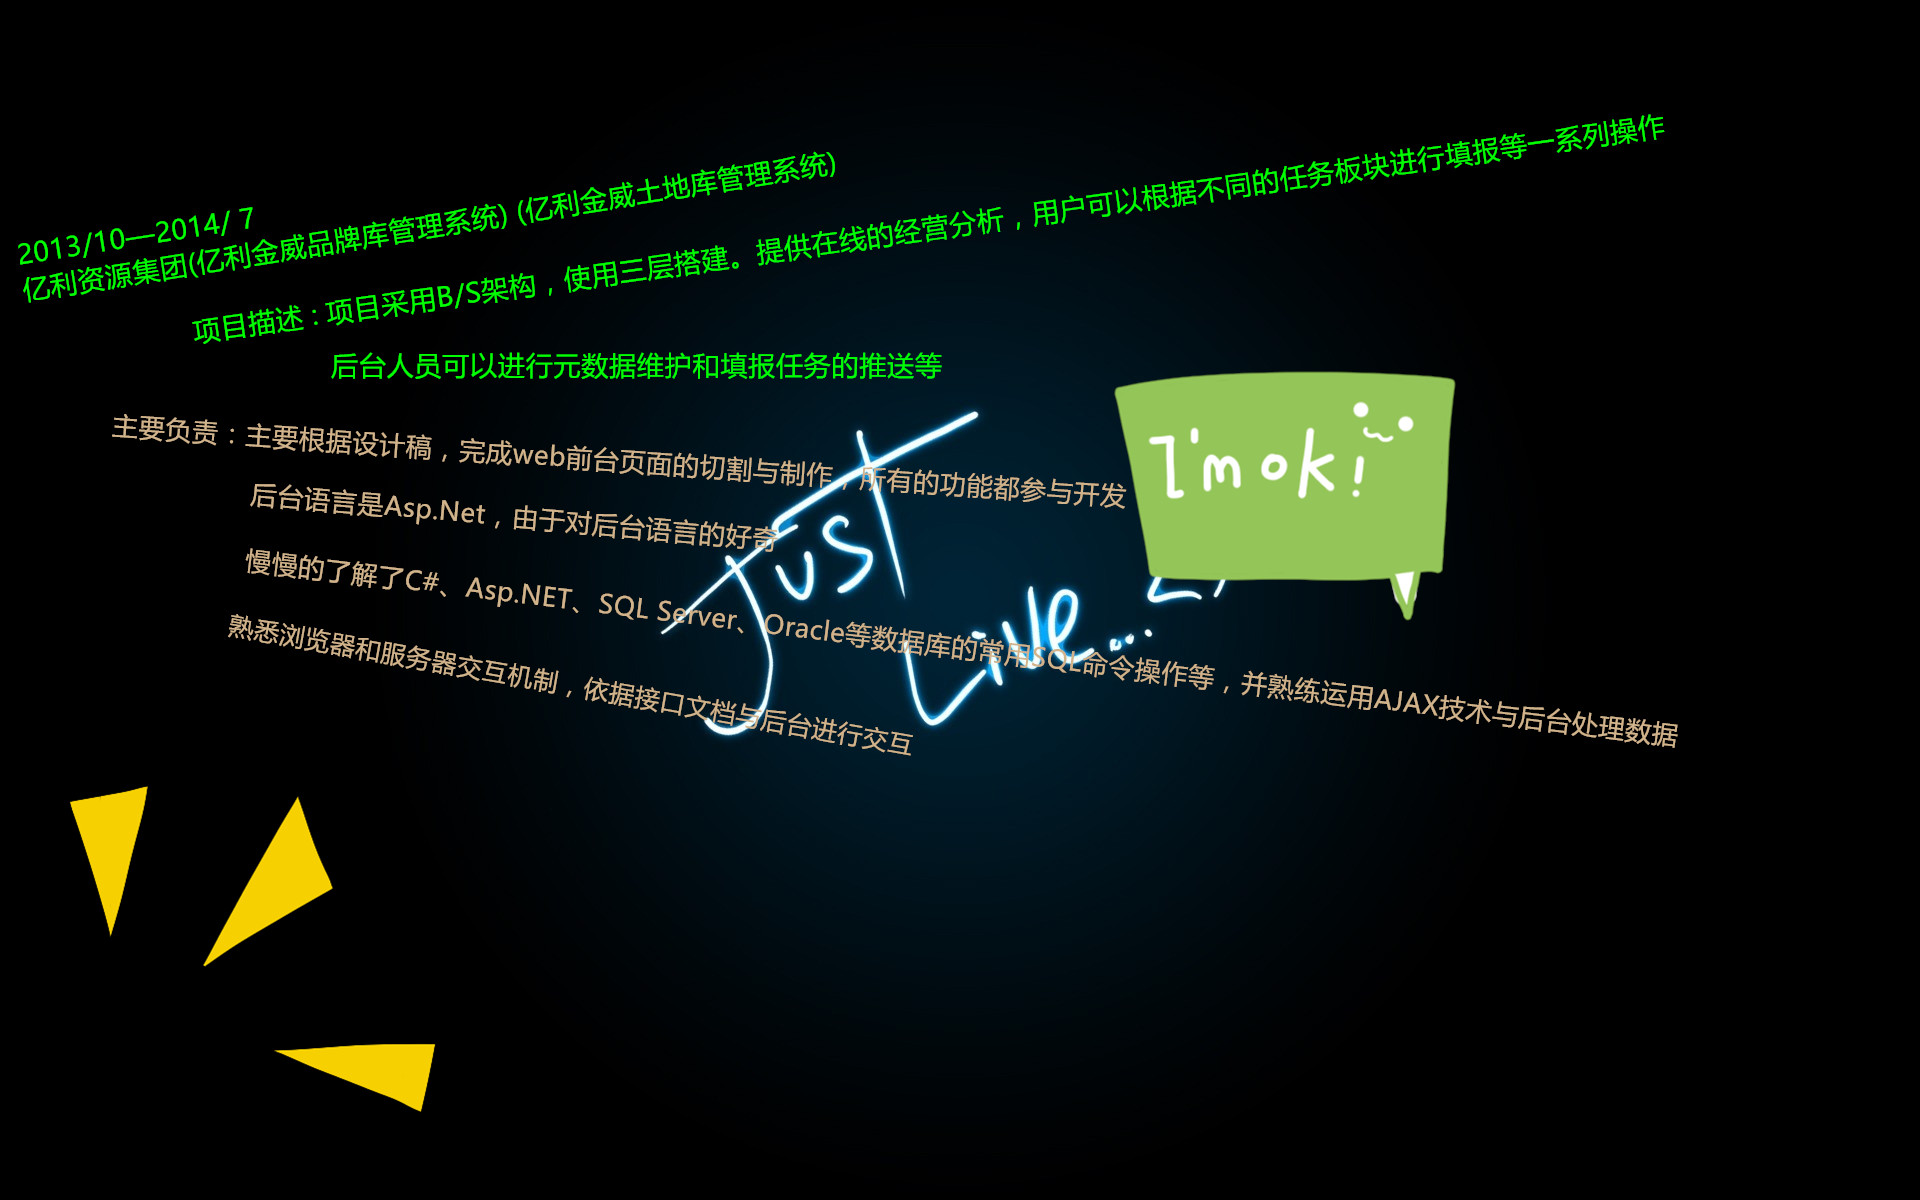 2013/10—2014/ 7
亿利资源集团(亿利金威品牌库管理系统) (亿利金威土地库管理系统)
项目描述：项目采用B/S架构，使用三层搭建。提供在线的经营分析，用户可以根据不同的任务板块进行填报等一系列操作
后台人员可以进行元数据维护和填报任务的推送等
主要负责：主要根据设计稿，完成web前台页面的切割与制作，所有的功能都参与开发
后台语言是Asp.Net，由于对后台语言的好奇
慢慢的了解了C#、Asp.NET、SQL Server、Oracle等数据库的常用SQL命令操作等，并熟练运用AJAX技术与后台处理数据
熟悉浏览器和服务器交互机制，依据接口文档与后台进行交互
Just
Live...
I'm ok!